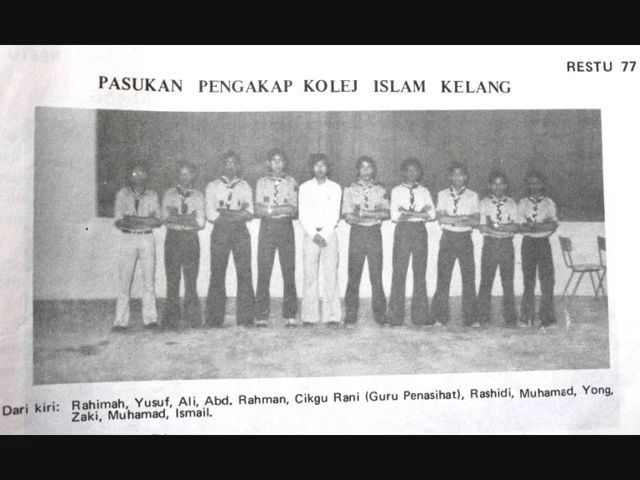 RESTU 77
PASUKAN PENGAKAP KOLEJ ISLAM KELANG
Dari kiri: Rahimah, Yusuf, Ali, Abd. Rahman, Cikgu Rani (Guru Penasihat), Rashidi, Muhamad, Yong,
Zaki, Muhamad, Ismail.